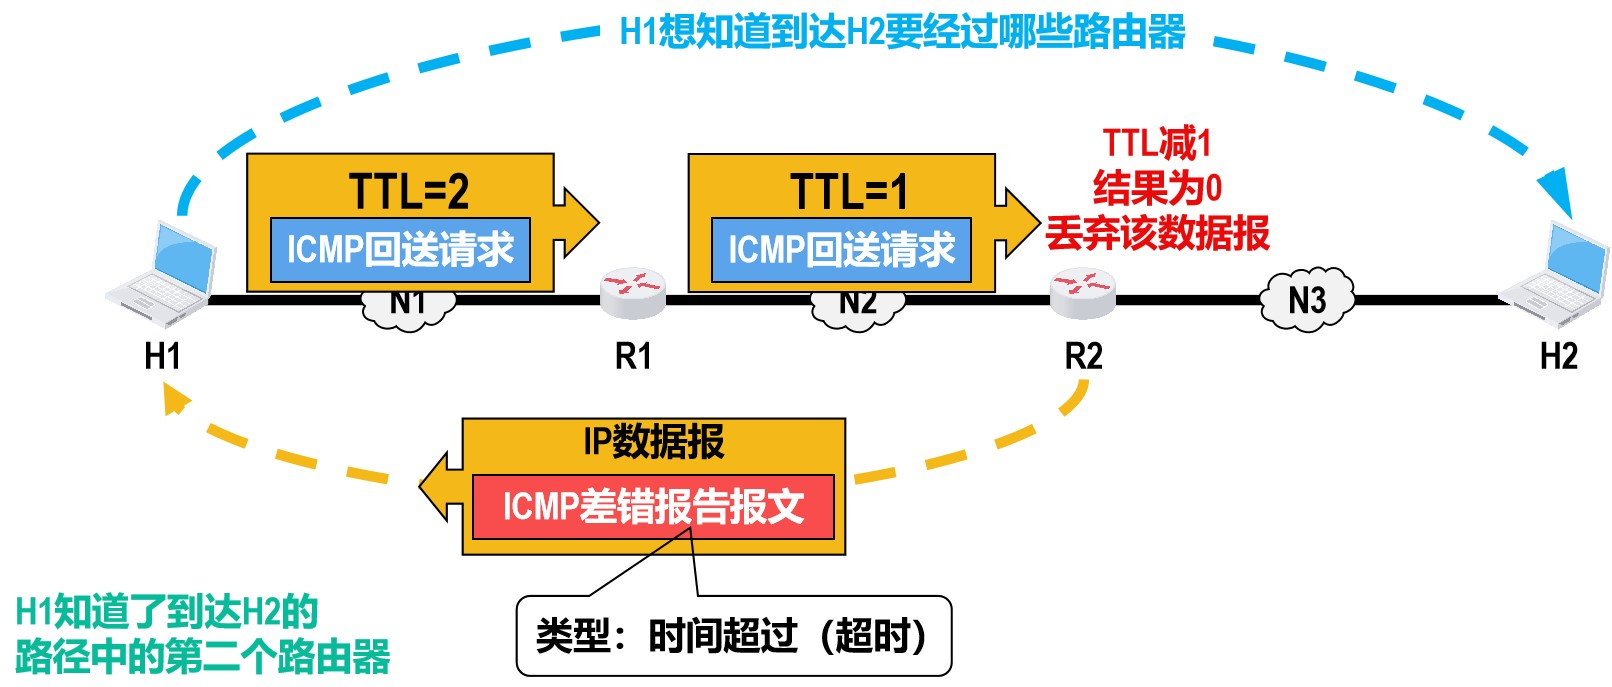 H1想知道到达H2要经过哪些路由器
TTL=2
ICMP回送请求
TTL=1
ICMP回送请求
TTL减1
结果为0
丢弃该数据报
N1
N2
N3
H1
R1
R2
H2
IP数据报
ICMP差错报告报文
类型：时间超过（超时）
H1知道了到达H2的
路径中的第二个路由器